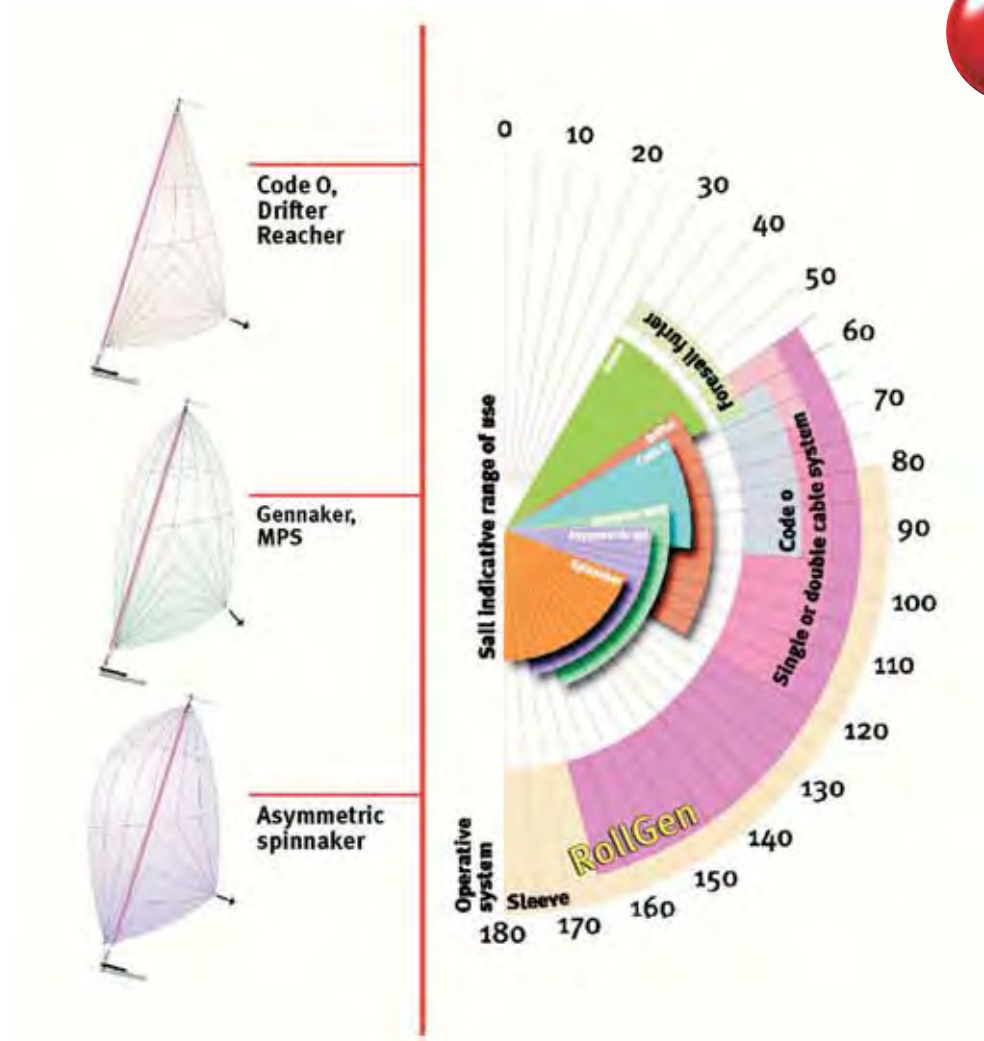 Code 0,
Drifter
Reacher
Gennaker,
MPS
Asymmetric
spinnaker
0
10
20
30
40
50
60
70
80
90
100
110
120
130
140
150
160
170
180
Sail indicative range of use
Foresail furler
Code 0
Single or double cable system
RollGen
Operative
system
Sleeve
Spinnaker